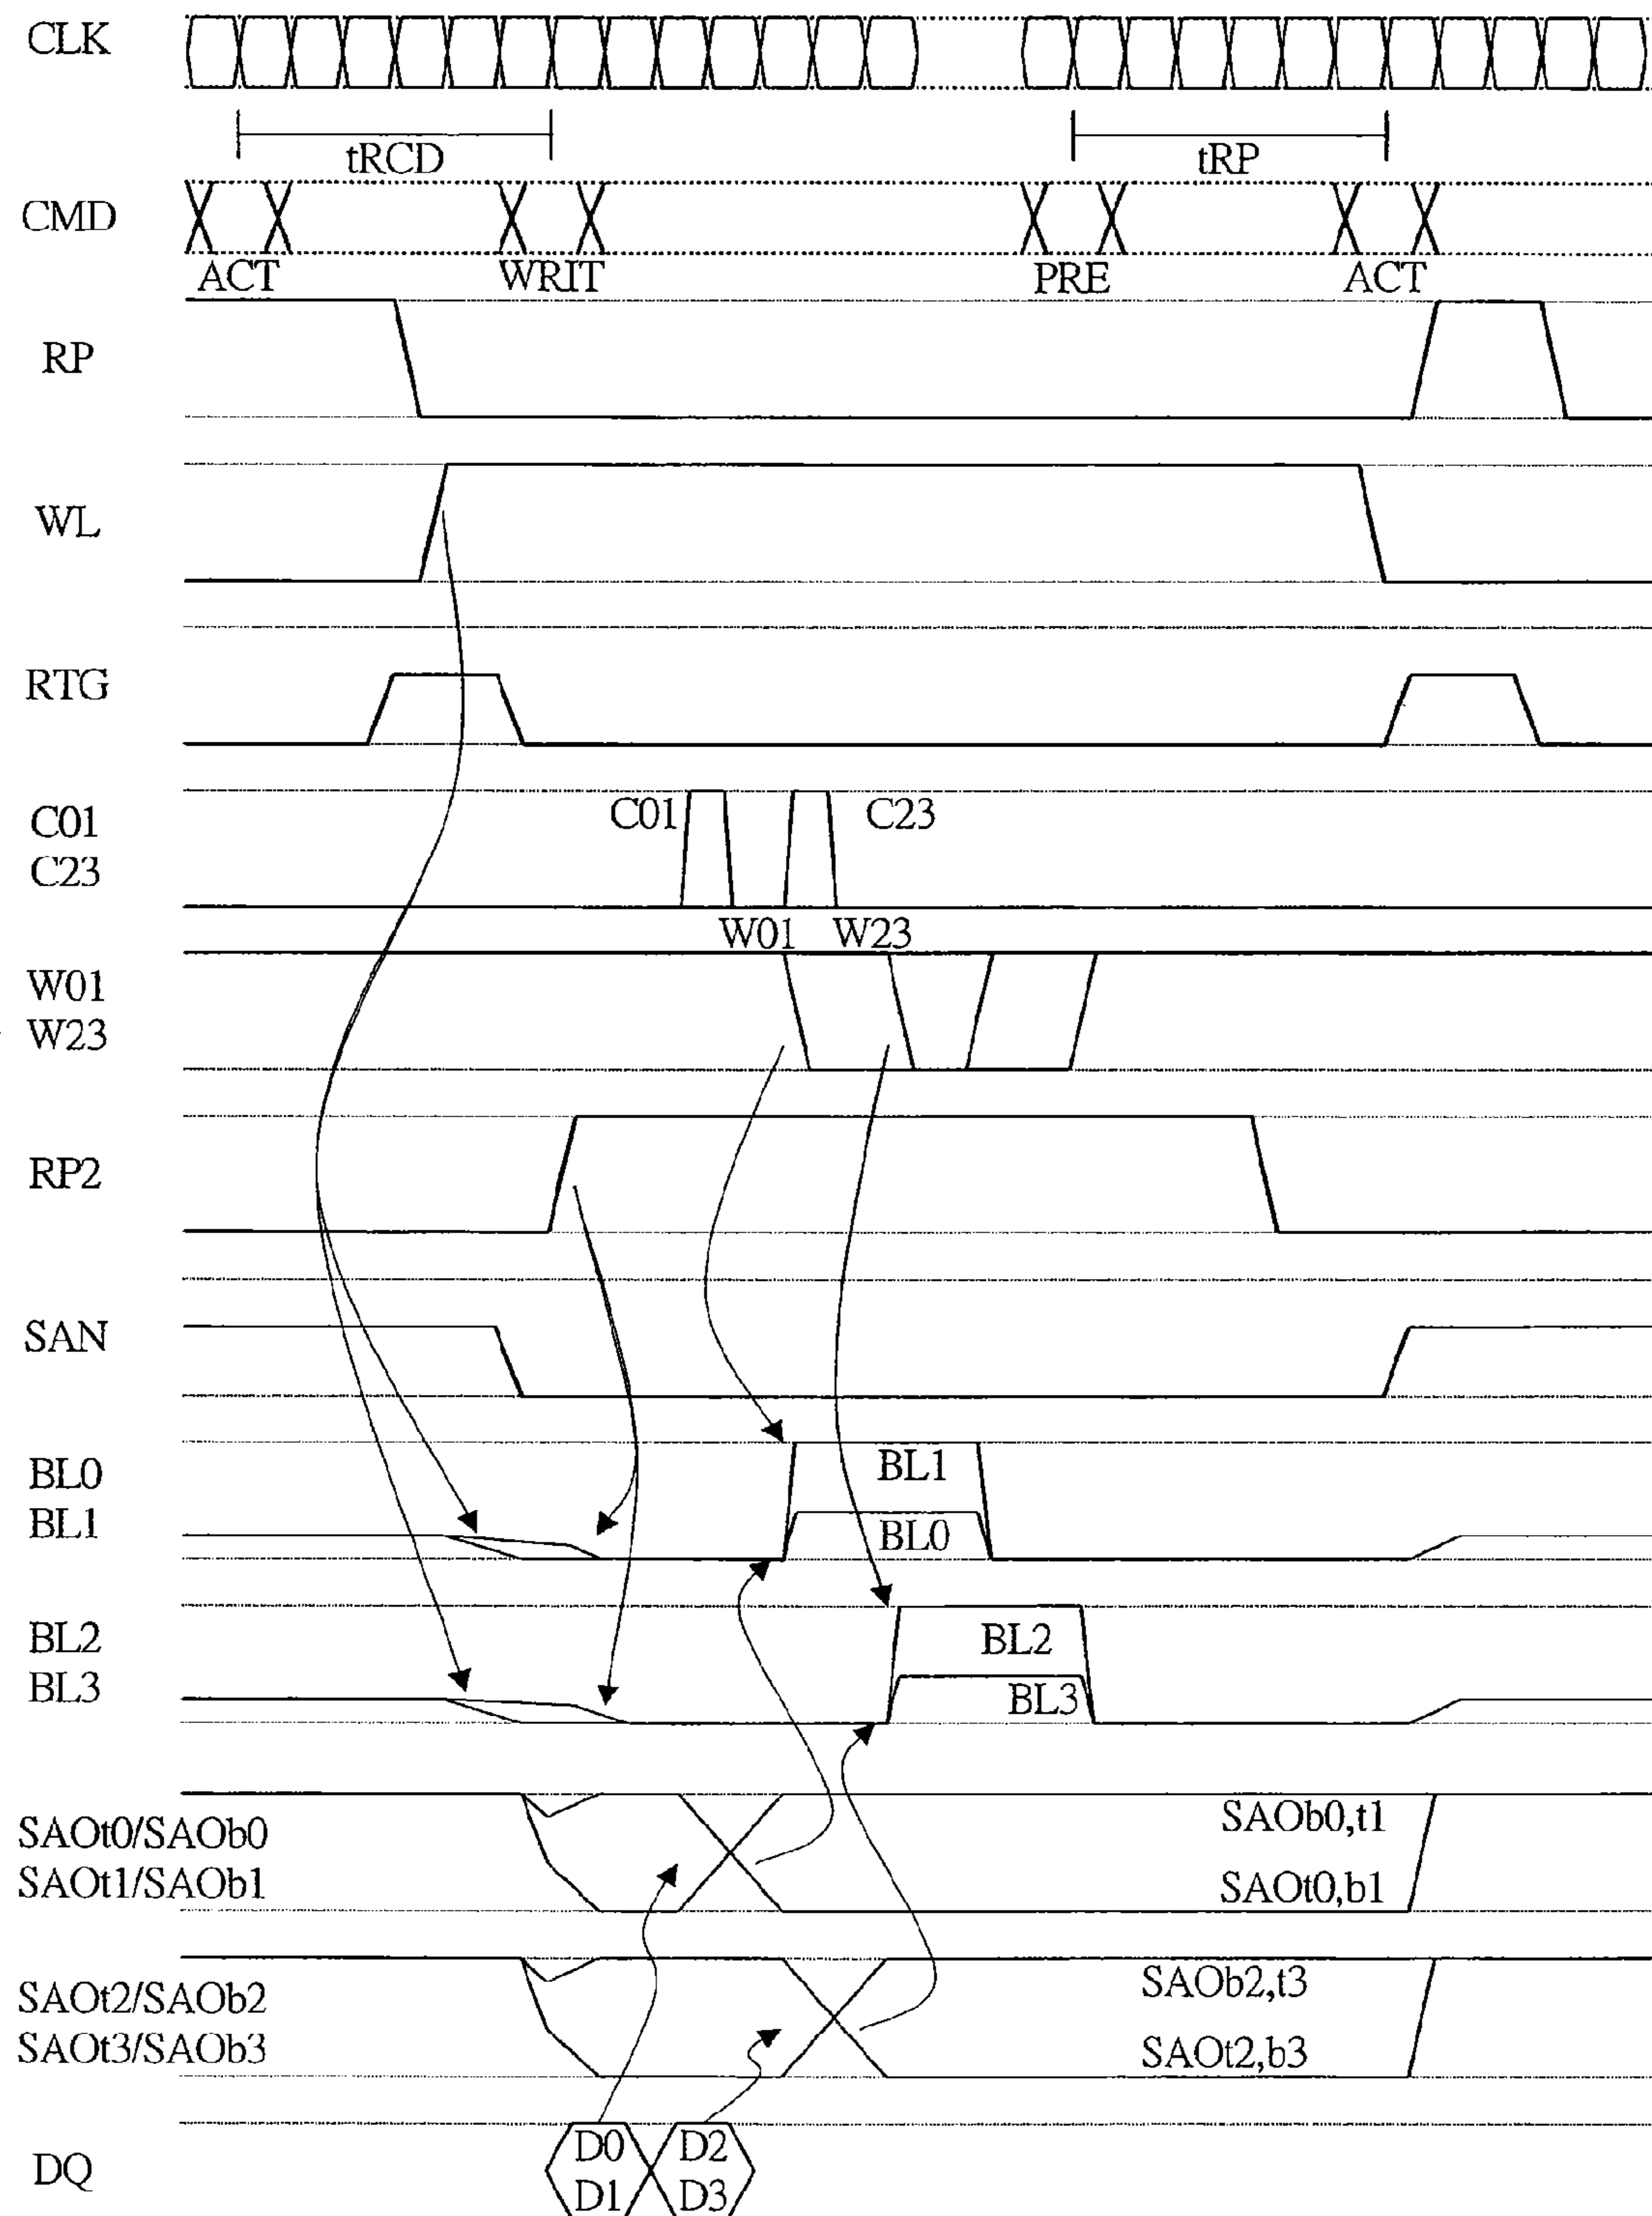 CLK
tRCD
tRP
CMD
ACT
WRIT
PRE
ACT
RP
WL
RTG
C01
C23
C01
C23
W01
W23
W01
W23
RP2
SAN
BL0
BL1
BL1
BL0
BL2
BL3
BL2
BL3
SAOt0/SAOb0
SAOt1/SAOb1
SAOb0,t1
SAOt0,b1
SAOt2/SAOb2
SAOt3/SAOb3
SAOb2,t3
SAOt2,b3
DQ
D0
D1
D2
D3